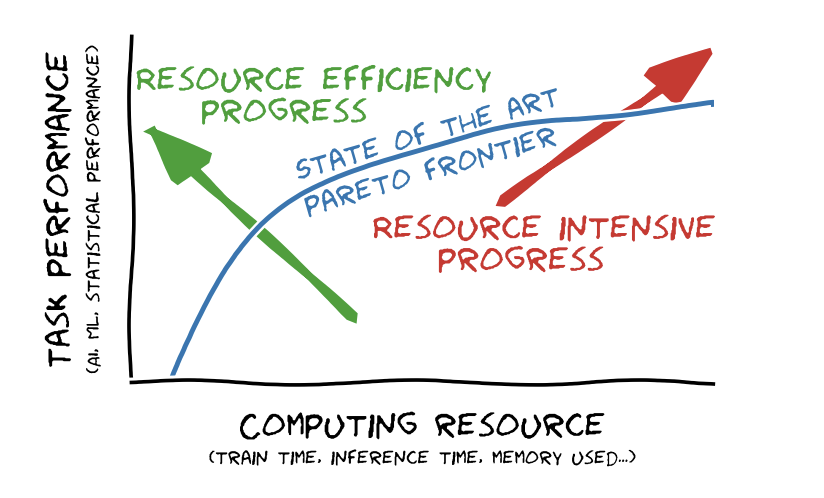 TASK PERFORMANCE
(AI, ML, STATISTICAL PERFORMANCE)
RESOURCE EFFICIENCY
PROGRESS
STATE OF THE ART
PARETO FRONTIER
RESOURCE INTENSIVE
PROGRESS
COMPUTING RESOURCE
(TRAIN TIME, INFERENCE TIME, MEMORY USED...)